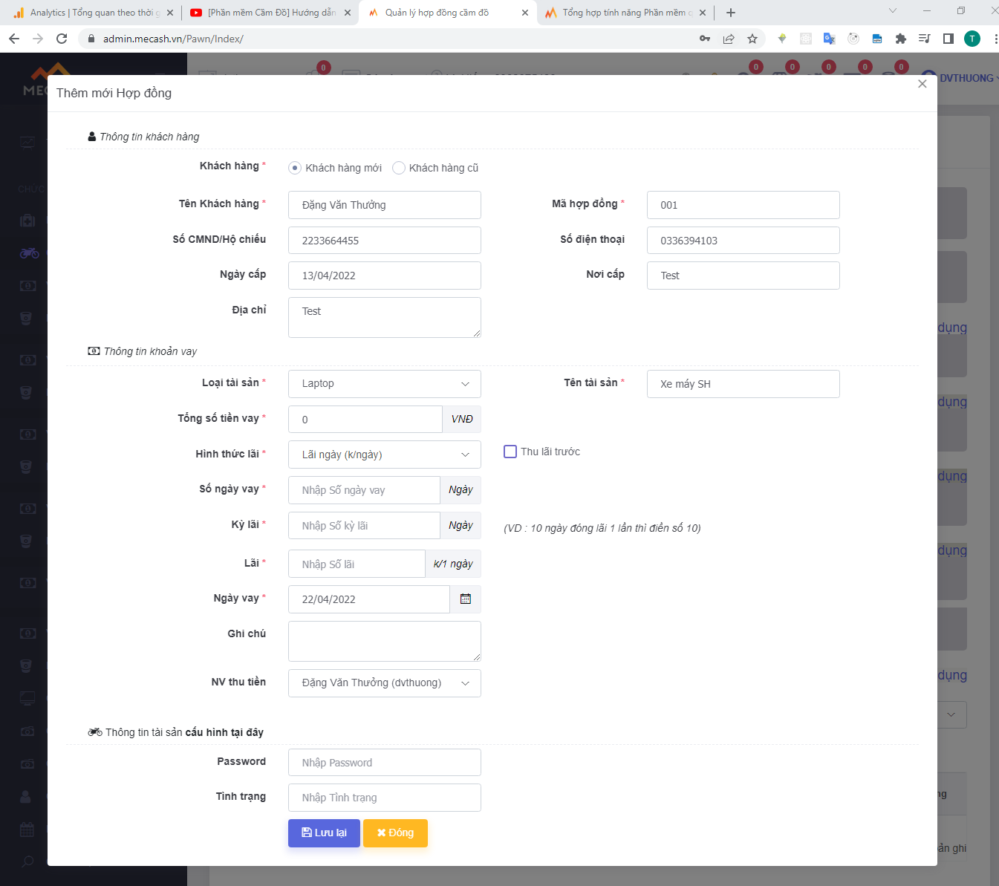 Analytics | Tổng quan theo thời g
[Phần mềm Cầm Đồ] Hướng dẫn
Quản lý hợp đồng cầm đồ
Tổng hợp tính năng Phần mềm q
admin.mecash.vn/Pawn/Index/
T
0
0 0 0 0 0
DVTHUONG
Thêm mới Hợp đồng
Thông tin khách hàng
Khách hàng * Khách hàng mới Khách hàng cũ
Tên Khách hàng * Đặng Văn Thưởng Mã hợp đồng * 001
Số CMND/Hộ chiếu 2233664455 Số điện thoại 0336394103
Ngày cấp 13/04/2022 Nơi cấp Test
Địa chỉ Test
dụng
Thông tin khoản vay
Loại tài sản * Laptop Tên tài sản * Xe máy SH
dụng
Tổng số tiền vay * 0 VNĐ
Hình thức lãi * Lãi ngày (k/ngày) Thu lãi trước
dụng
Số ngày vay * Nhập Số ngày vay Ngày
Kỳ lãi * Nhập Số kỳ lãi Ngày (VD : 10 ngày đóng lãi 1 lần thì điền số 10)
dụng
Lãi * Nhập Số lãi k/1 ngày
Ngày vay * 22/04/2022
Ghi chú
NV thu tiền Đặng Văn Thưởng (dvthuong)
dụng
Thông tin tài sản cấu hình tại đây
Password Nhập Password
Tình trạng Nhập Tình trạng
Lưu lại Đóng